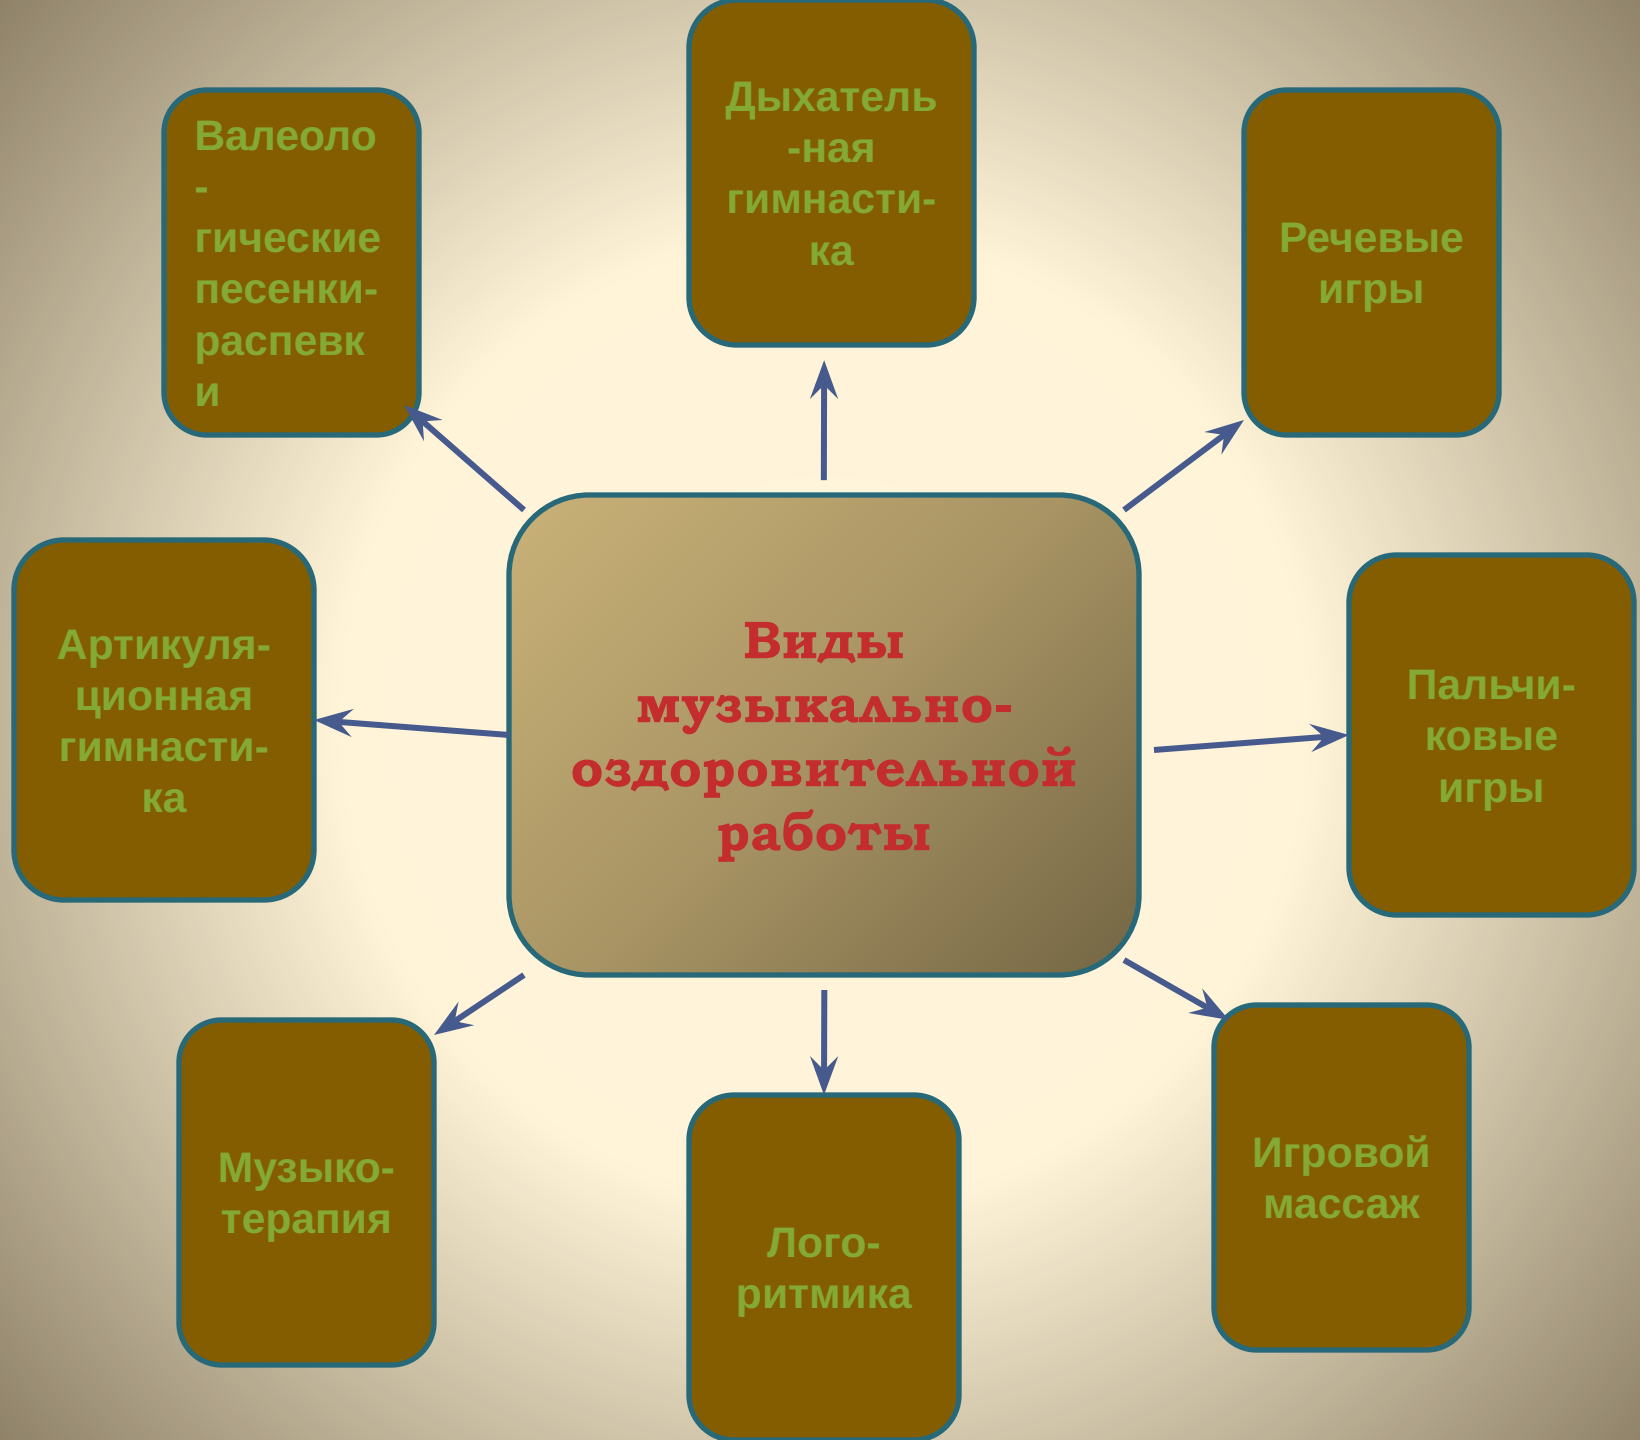 Валеоло
-
гические
песенки-
распевк
и
Дыхатель
-ная
гимнасти-
ка
Речевые
игры
Артикуля-
ционная
гимнасти-
ка
Виды
музыкально-
оздоровительной
работы
Пальчи-
ковые
игры
Музыко-
терапия
Лого-
ритмика
Игровой
массаж